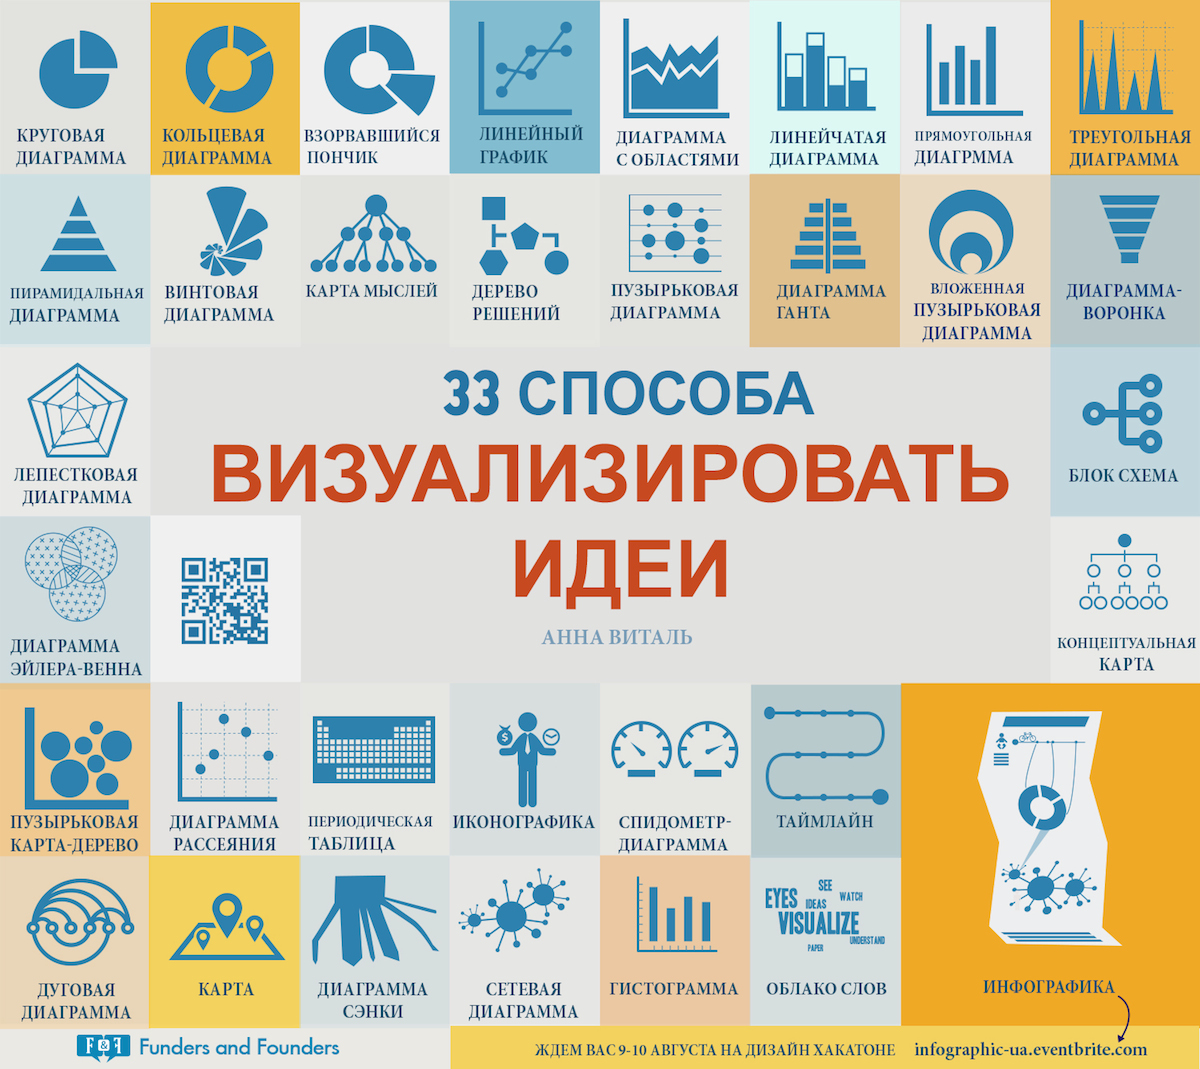 КРУГОВАЯ
ДИАГРАММА
КОЛЬЦЕВАЯ
ДИАГРАММА
ВЗОРВАВШИЙСЯ
ПОНЧИК
ЛИНЕЙНЫЙ
ГРАФИК
ДИАГРАММА
С ОБЛАСТЯМИ
ЛИНЕЙЧАТАЯ
ДИАГРАММА
ПРЯМОУГОЛЬНАЯ
ДИАГРММА
ТРЕУГОЛЬНАЯ
ДИАГРАММА
ПИРАМИДАЛЬНАЯ
ДИАГРАММА
ВИНТОВАЯ
ДИАГРАММА
КАРТА МЫСЛЕЙ
ДЕРЕВО
РЕШЕНИЙ
ПУЗЫРЬКОВАЯ
ДИАГРАММА
ДИАГРАММА
ГАНТА
ВЛОЖЕННАЯ
ПУЗЫРЬКОВАЯ
ДИАГРАММА
ДИАГРАММА-
ВОРОНКА
ЛЕПЕСТКОВАЯ
ДИАГРАММА
33 СПОСОБА
ВИЗУАЛИЗИРОВАТЬ
ИДЕИ
АННА ВИТАЛЬ
БЛОК СХЕМА
ДИАГРАММА
ЭЙЛЕРА-ВЕННА
КОНЦЕПТУАЛЬНАЯ
КАРТА
ПУЗЫРЬКОВАЯ
КАРТА-ДЕРЕВО
ДИАГРАММА
РАССЕЯНИЯ
ПЕРИОДИЧЕСКАЯ
ТАБЛИЦА
$
ИКОНОГРАФИКА
СПИДОМЕТР-
ДИАГРАММА
ТАЙМЛАЙН
ДУГОВАЯ
ДИАГРАММА
КАРТА
ДИАГРАММА
СЭНКИ
СЕТЕВАЯ
ДИАГРАММА
ГИСТОГРАММА
EYES
SEE
IDEAS
WATCH
VISUALIZE
PAPER
UNDERSTAND
ОБЛАКО СЛОВ
ИНФОГРАФИКА
F&F Funders and Founders
ЖДЕМ ВАС 9-10 АВГУСТА НА ДИЗАЙН ХАКАТОНЕ infographic-ua.eventbrite.com